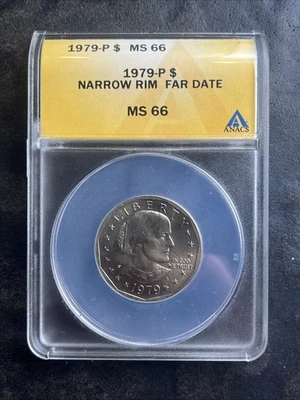 1979-P $ MS 66
1979-P $
NARROW RIM FAR DATE
MS 66
ANACS
LIBERTY
IN GOD
WE TRUST
1979